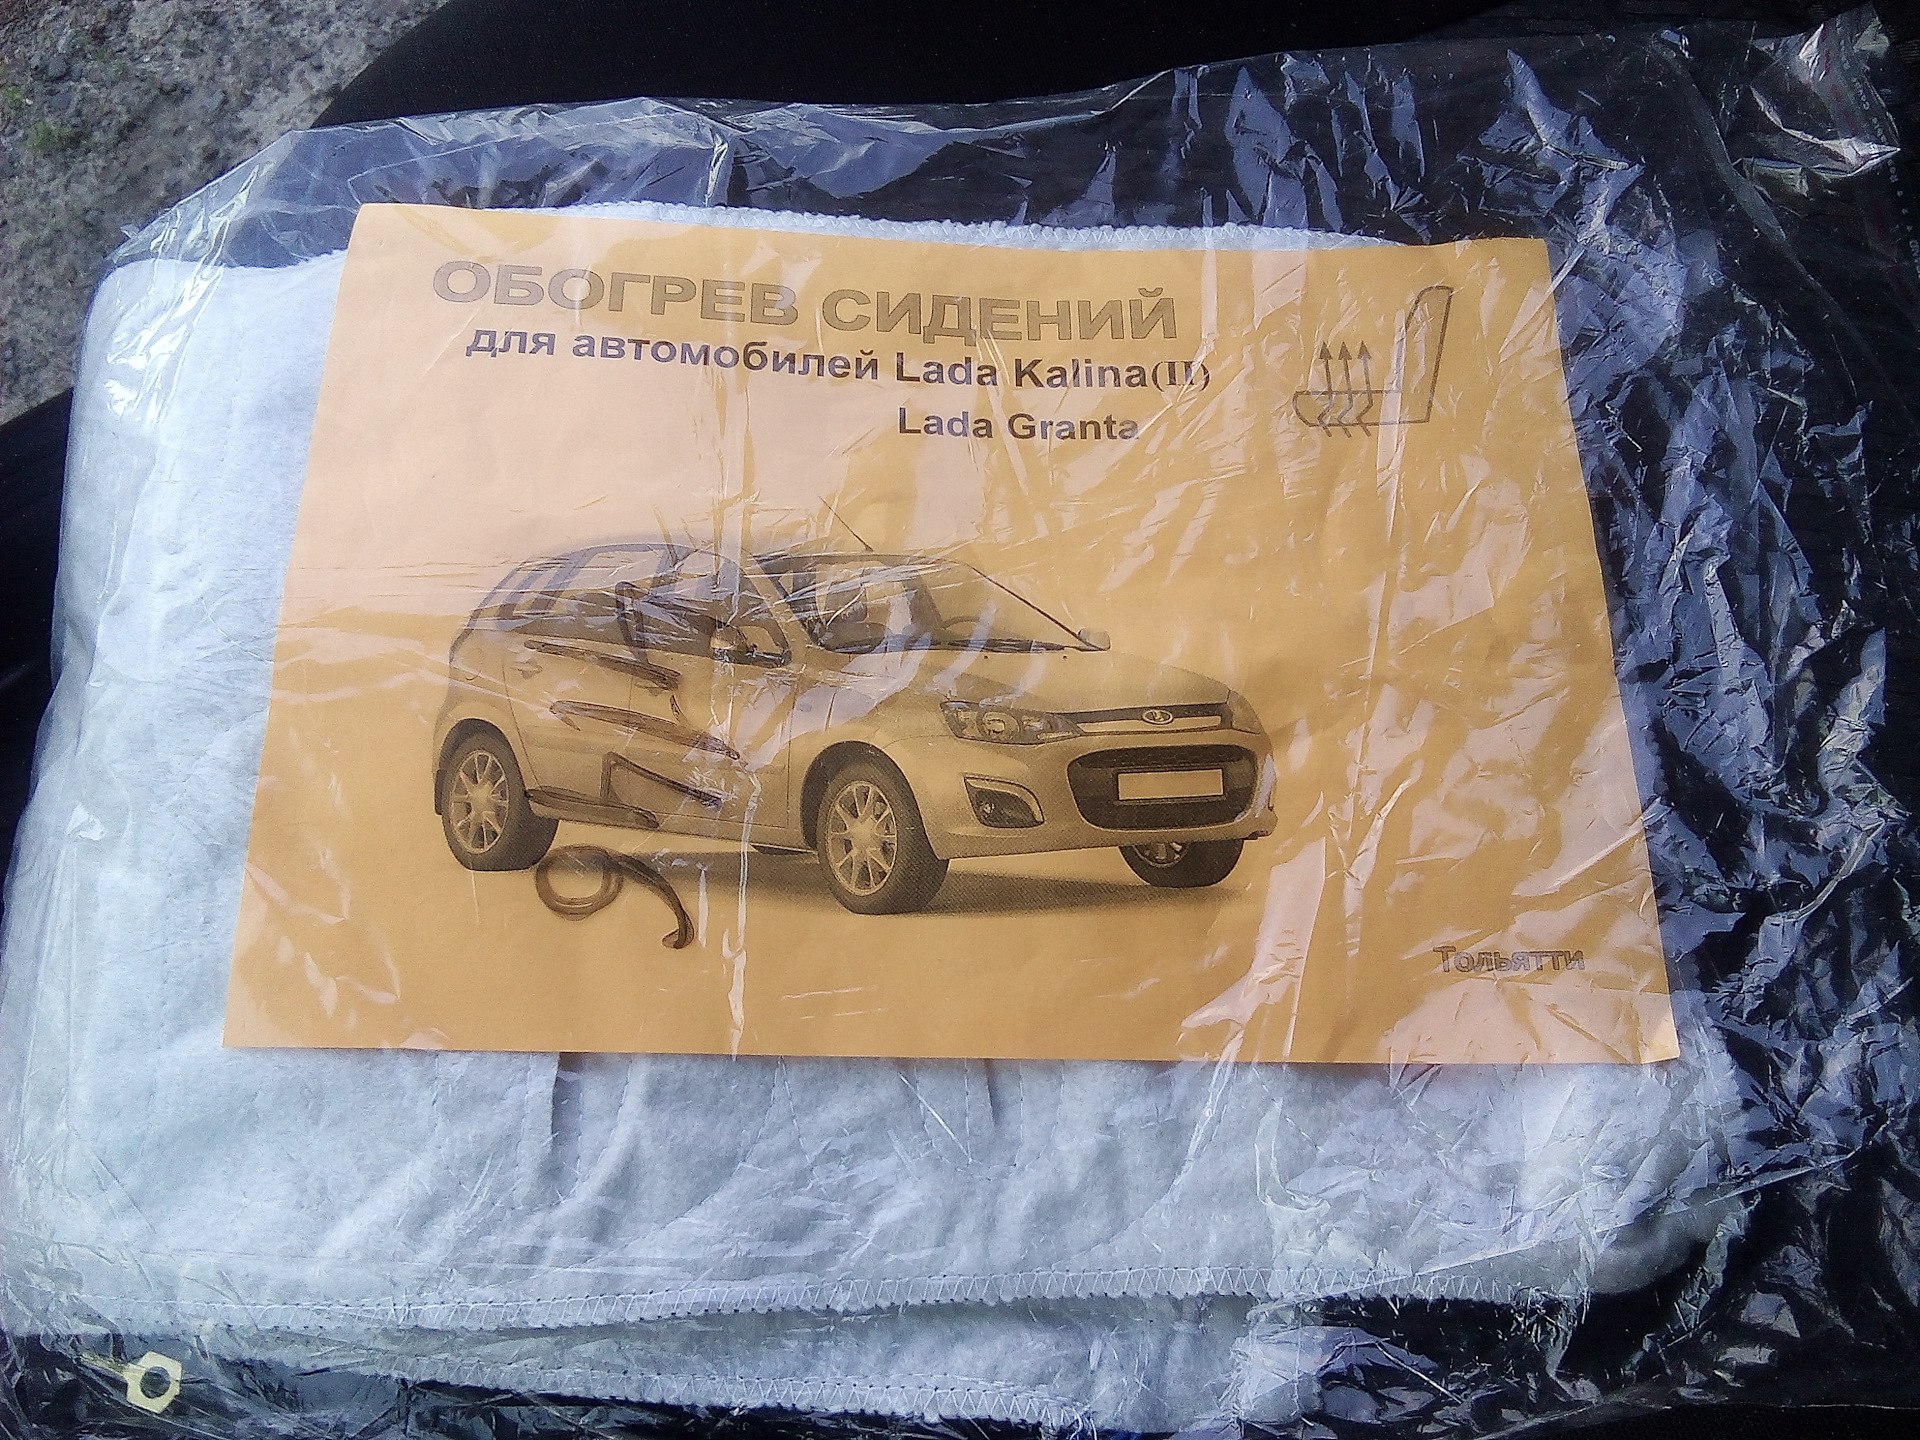 ОБОГРЕВ СИДЕНИЙ
для автомобилей Lada Kalina(II)
Lada Granta
Тольятти